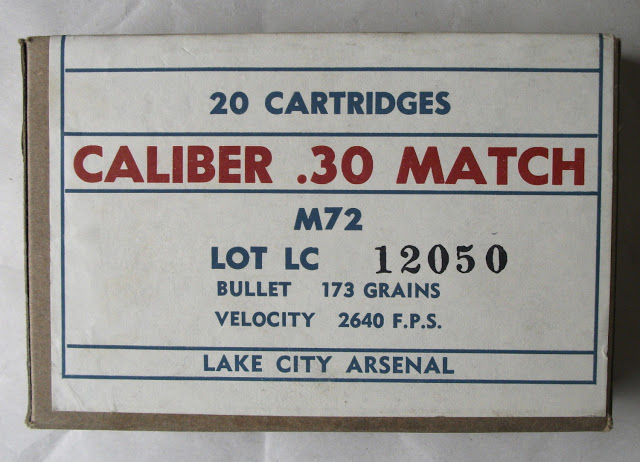 20 CARTRIDGES
CALIBER .30 MATCH
M72
LOT LC 12050
BULLET 173 GRAINS
VELOCITY 2640 F.P.S.
LAKE CITY ARSENAL